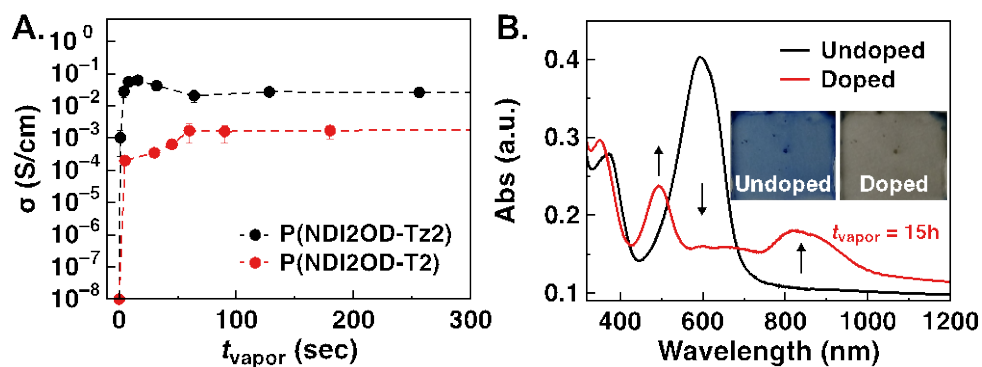 A.
σ (S/cm)
10⁰
10⁻¹
10⁻²
10⁻³
10⁻⁴
10⁻⁵
10⁻⁶
10⁻⁷
10⁻⁸
P(NDI2OD-Tz2)
P(NDI2OD-T2)
0 100 200 300
t_vapor (sec)
B.
Abs (a.u.)
0.4
0.3
0.2
0.1
Undoped
Doped
Undoped Doped
t_vapor = 15h
400 600 800 1000 1200
Wavelength (nm)